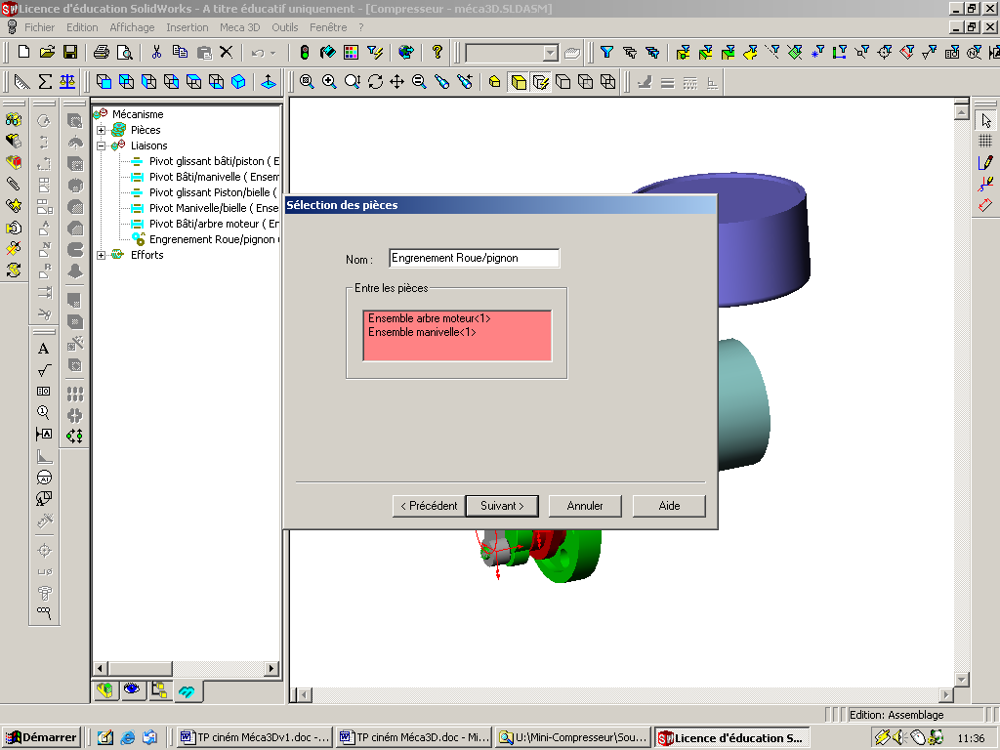 Licence d'éducation SolidWorks - A titre éducatif uniquement - [Compresseur - méca3D.SLDASM]
Fichier Edition Affichage Insertion Meca 3D Outils Fenêtre ?
Mécanisme
Pièces
Liaisons
Pivot glissant bâti/piston ( E
Pivot Bâti/manivelle ( Ensem
Pivot glissant Piston/bielle (
Pivot Manivelle/bielle ( Ense
Pivot Bâti/arbre moteur ( Er
Engrenement Roue/pignon
Efforts
Sélection des pièces
Nom : Engrenement Roue/pignon
Entre les pièces
Ensemble arbre moteur<1>
Ensemble manivelle<1>
< Précédent Suivant > Annuler Aide
Edition: Assemblage
Démarrer TP ciném Méca3Dv1.doc -... TP ciném Méca3D.doc - Mi... U:\Mini-Compresseur\Sou... Licence d'éducation S... 11:36